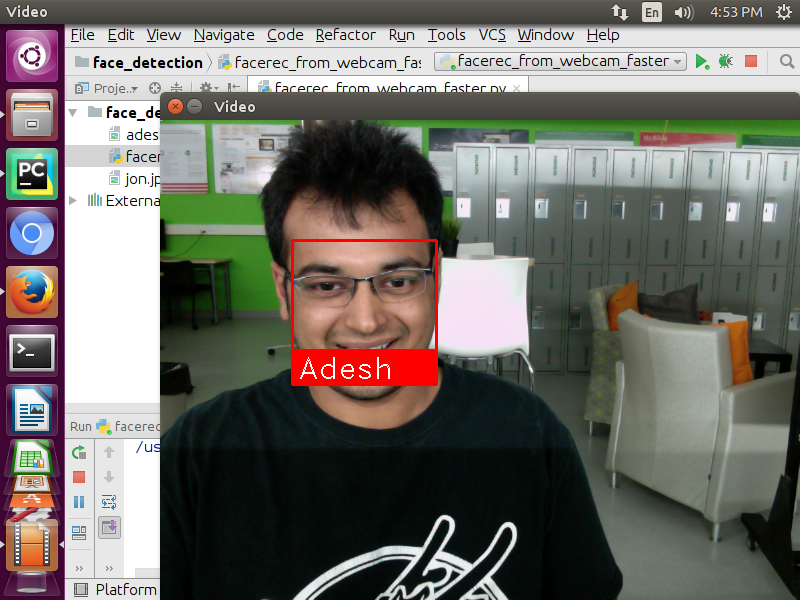 Video
En
4:53 PM
File Edit View Navigate Code Refactor Run Tools VCS Window Help
face_detection
facerec_from_webcam_fas
facerec_from_webcam_faster
Proje..
facerec_from_webcam_faster.py
Video
face_de
ades
facer
jon.jp
Externa
PC
Adesh
Run
facerec
/us
Platform